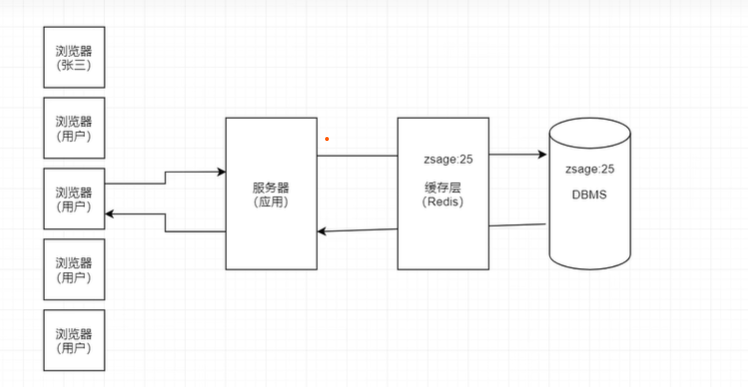 浏览器
(张三)
浏览器
(用户)
浏览器
(用户)
浏览器
(用户)
浏览器
(用户)
服务器
(应用)
zsage:25
缓存层
(Redis)
zsage:25
DBMS